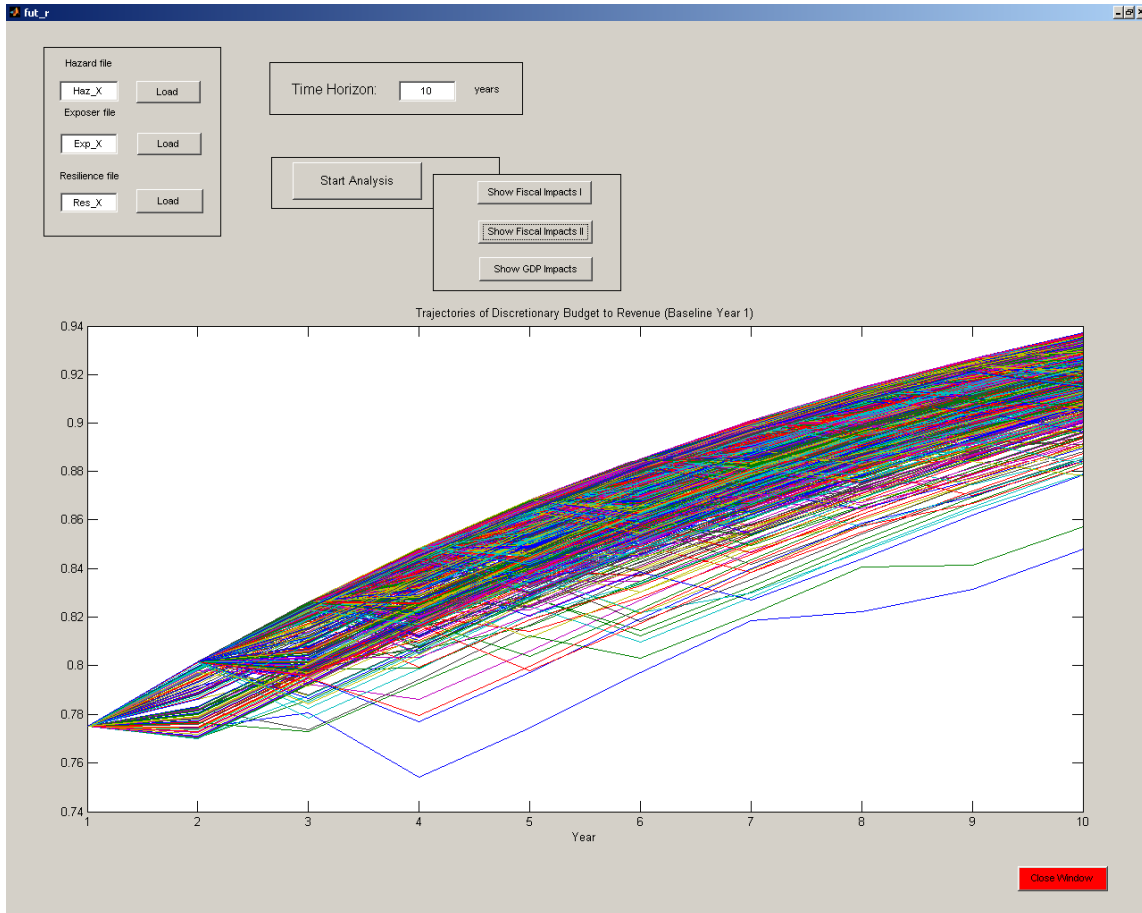 fut_r
Hazard file
Haz_X Load
Exposer file
Exp_X Load
Resilience file
Res_X Load
Time Horizon: 10 years
Start Analysis
Show Fiscal Impacts I
Show Fiscal Impacts II
Show GDP Impacts
Trajectories of Discretionary Budget to Revenue (Baseline Year 1)
0.94
0.92
0.9
0.88
0.86
0.84
0.82
0.8
0.78
0.76
0.74
1 2 3 4 5 6 7 8 9 10
Year
Close Window